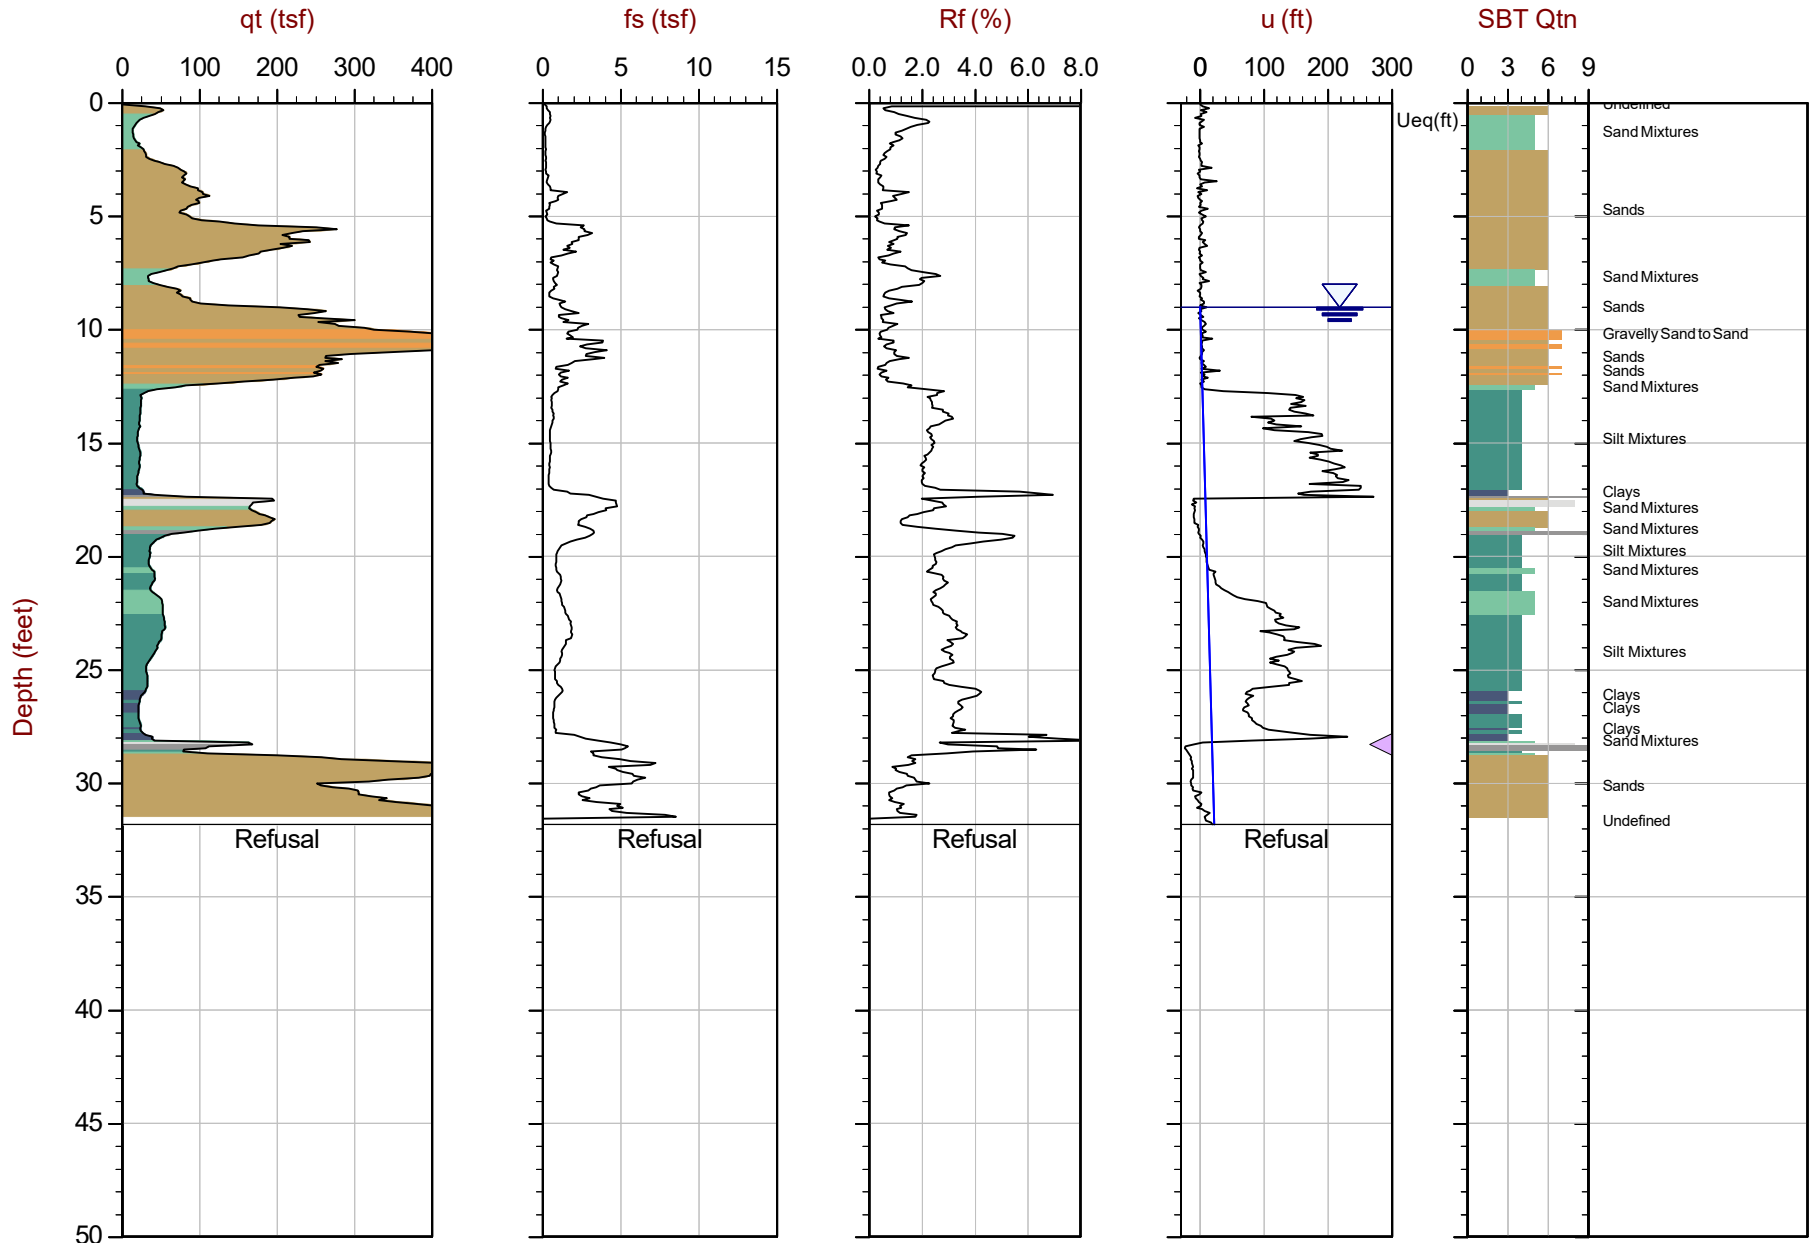 qt (tsf) fs (tsf) Rf (%) u (ft) SBT Qtn
0 100 200 300 400 0 5 10 15 0.0 2.0 4.0 6.0 8.0 0 100 200 300 0 3 6 9
0
Undefined
Ueq(ft)
Sand Mixtures
5
Sands
Sand Mixtures
Sands
10
Gravelly Sand to Sand
Sands
Sands
Sand Mixtures
15
Silt Mixtures
Clays
Sand Mixtures
Sand Mixtures
20
Silt Mixtures
Sand Mixtures
Sand Mixtures
Depth (feet)
25
Silt Mixtures
Clays
Clays
Clays
Sand Mixtures
30
Sands
Undefined
Refusal Refusal Refusal Refusal
35
40
45
50